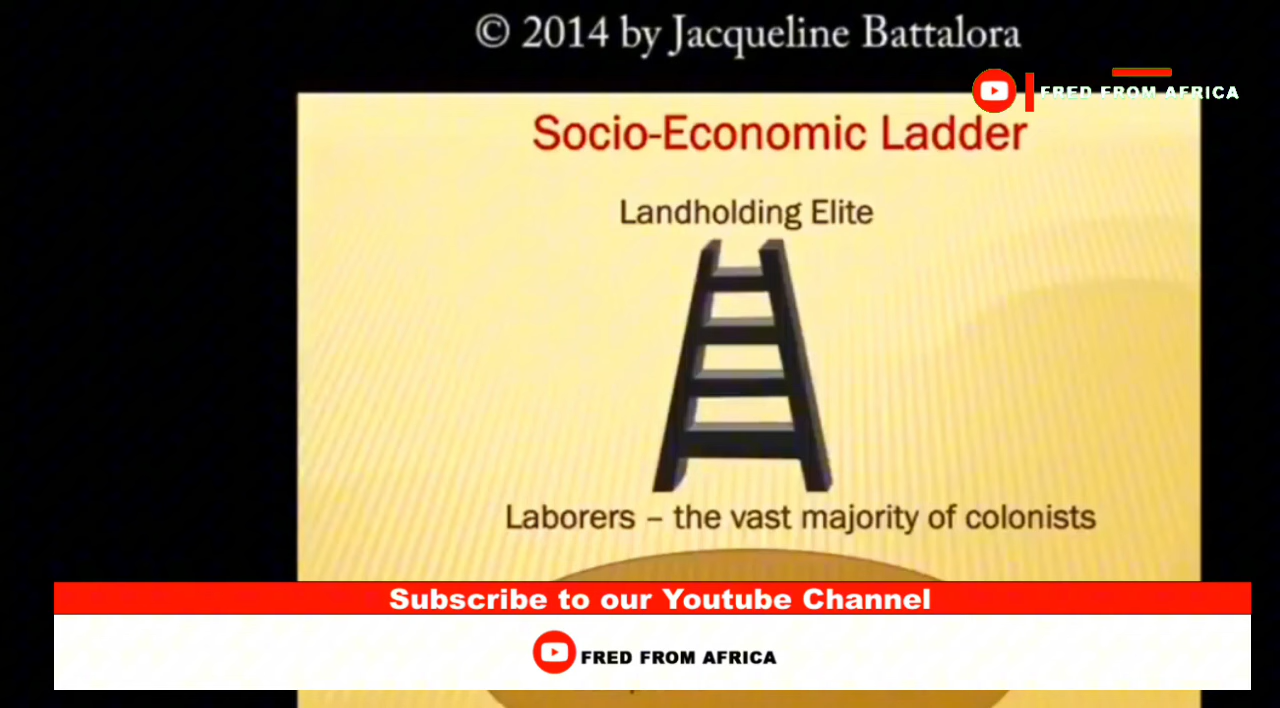 © 2014 by Jacqueline Battalora
FRED FROM AFRICA
Socio-Economic Ladder
Landholding Elite
Laborers – the vast majority of colonists
Subscribe to our Youtube Channel
FRED FROM AFRICA